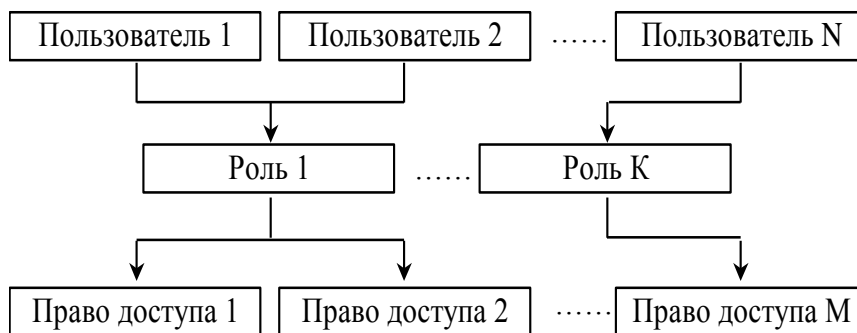 Пользователь 1 Пользователь 2 …… Пользователь N
Роль 1 …… Роль К
Право доступа 1 Право доступа 2 …… Право доступа М